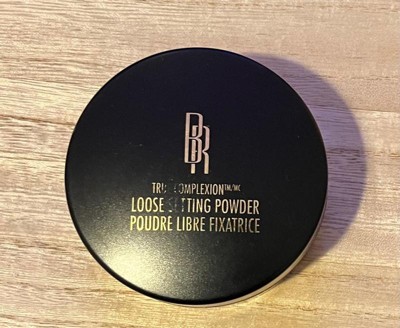 BR
TRUE COMPLEXION™/MC
LOOSE SETTING POWDER
POUDRE LIBRE FIXATRICE